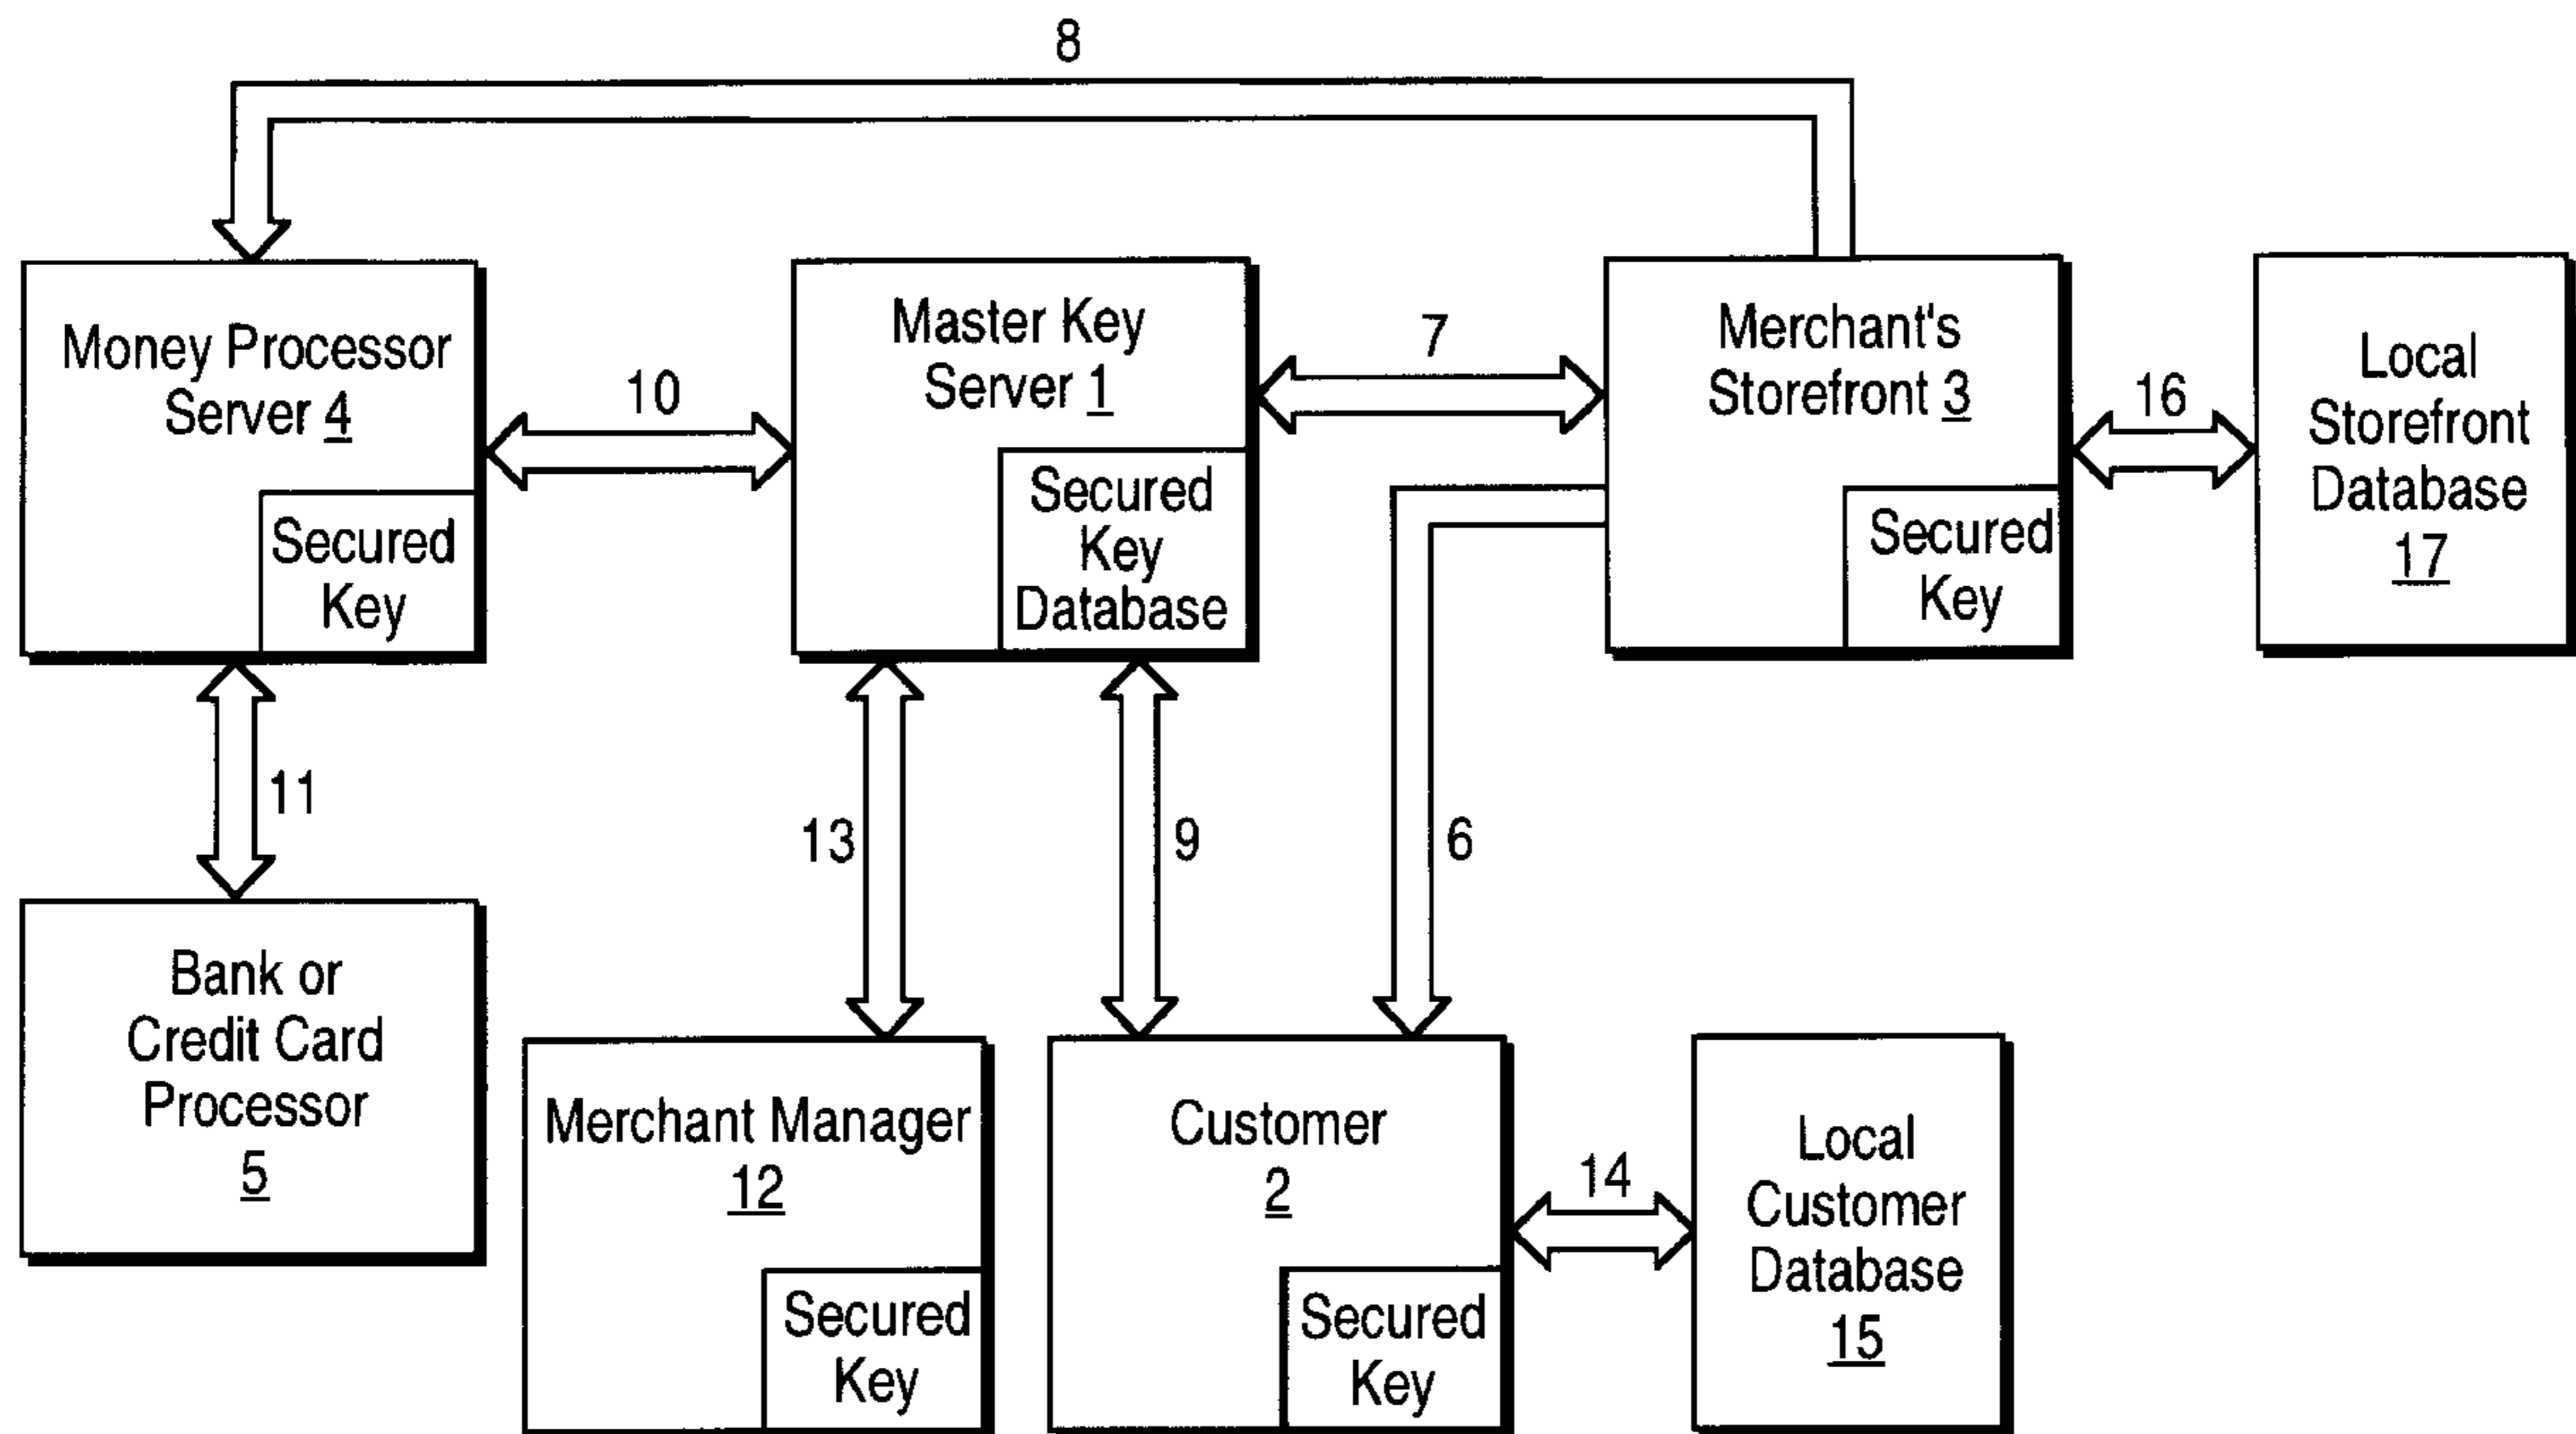 8
Money Processor
Server 4
Secured
Key
10
Master Key
Server 1
Secured
Key
Database
7
Merchant's
Storefront 3
Secured
Key
16
Local
Storefront
Database
17
11
13
9
6
Bank or
Credit Card
Processor
5
Merchant Manager
12
Secured
Key
Customer
2
Secured
Key
14
Local
Customer
Database
15